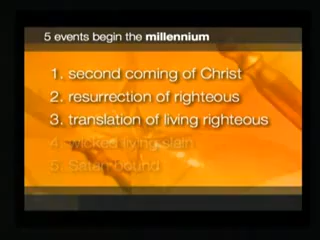 5 events begin the millennium
1. second coming of Christ
2. resurrection of righteous
3. translation of living righteous
4. wicked living slain
5. Satan bound